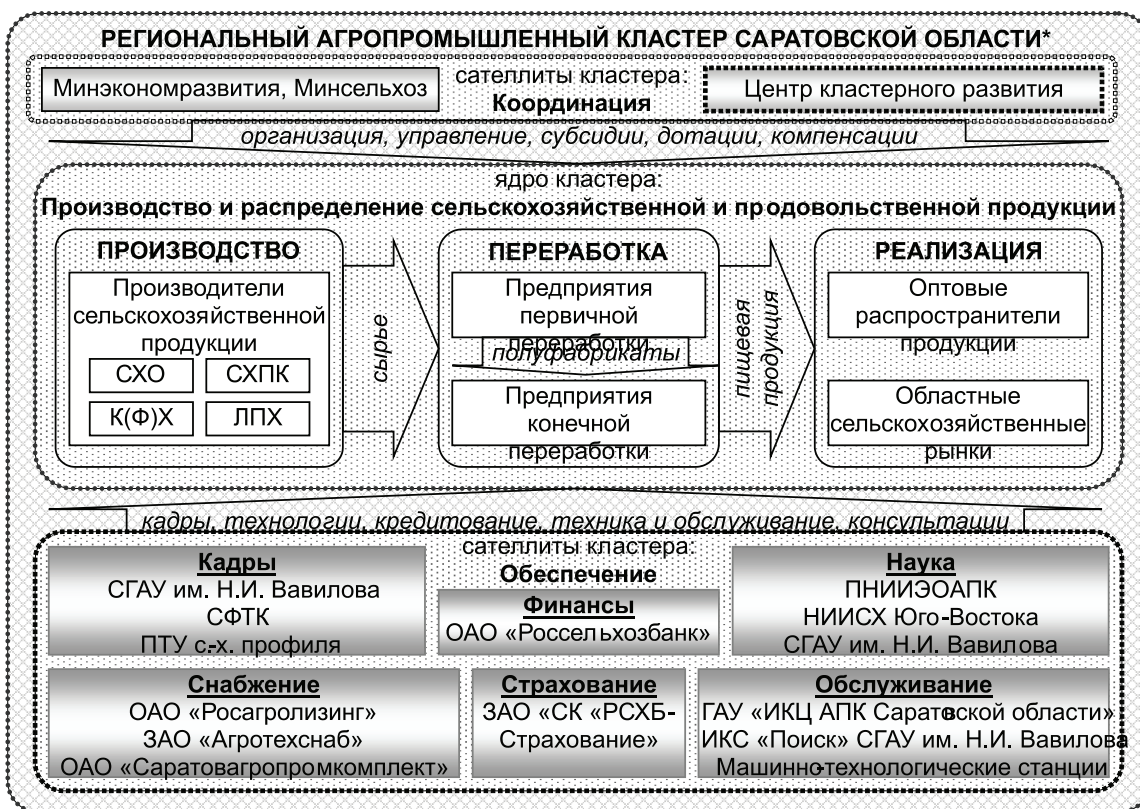 РЕГИОНАЛЬНЫЙ АГРОПРОМЫШЛЕННЫЙ КЛАСТЕР САРАТОВСКОЙ ОБЛАСТИ*
Минэкономразвития, Минсельхоз
сателлиты кластера:
Координация
Центр кластерного развития
организация, управление, субсидии, дотации, компенсации
ядро кластера:
Производство и распределение сельскохозяйственной и продовольственной продукции
ПРОИЗВОДСТВО
Производители
сельскохозяйственной
продукции
СХО
СХПК
К(Ф)Х
ЛПХ
сырье
ПЕРЕРАБОТКА
Предприятия
первичной
переработки
полуфабрикаты
Предприятия
конечной
переработки
пищевая
продукция
РЕАЛИЗАЦИЯ
Оптовые
распространители
продукции
Областные
сельскохозяйственные
рынки
кадры, технологии, кредитование, техника и обслуживание, консультации
сателлиты кластера:
Обеспечение
Кадры
СГАУ им. Н.И. Вавилова
СФТК
ПТУ с.-х. профиля
Финансы
ОАО «Россельхозбанк»
Наука
ПНИИЭОАПК
НИИСХ Юго-Востока
СГАУ им. Н.И. Вавилова
Снабжение
ОАО «Росагролизинг»
ЗАО «Агротехснаб»
ОАО «Саратовагропромкомплект»
Страхование
ЗАО «СК «РСХБ-
Страхование»
Обслуживание
ГАУ «ИКЦ АПК Саратовской области»
ИКС «Поиск» СГАУ им. Н.И. Вавилова
Машинно-технологические станции